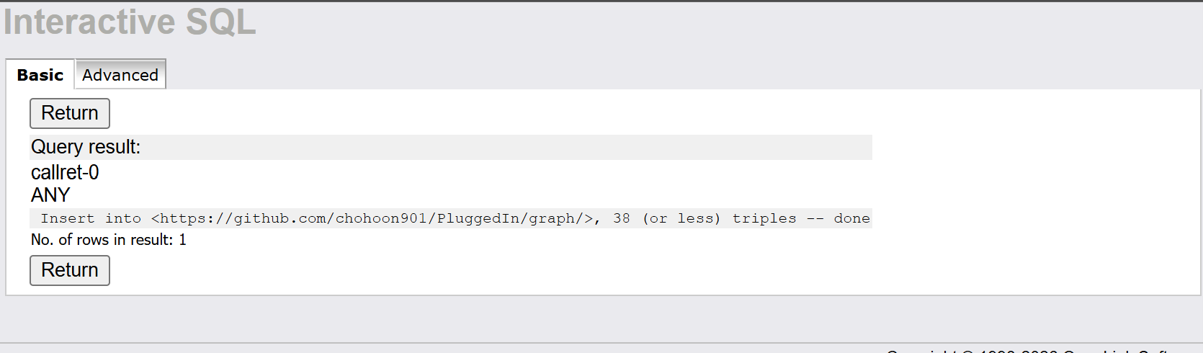 Interactive SQL
Basic Advanced
Return
Query result:
callret-0
ANY
Insert into <https://github.com/chohoon901/PluggedIn/graph/>, 38 (or less) triples -- done
No. of rows in result: 1
Return